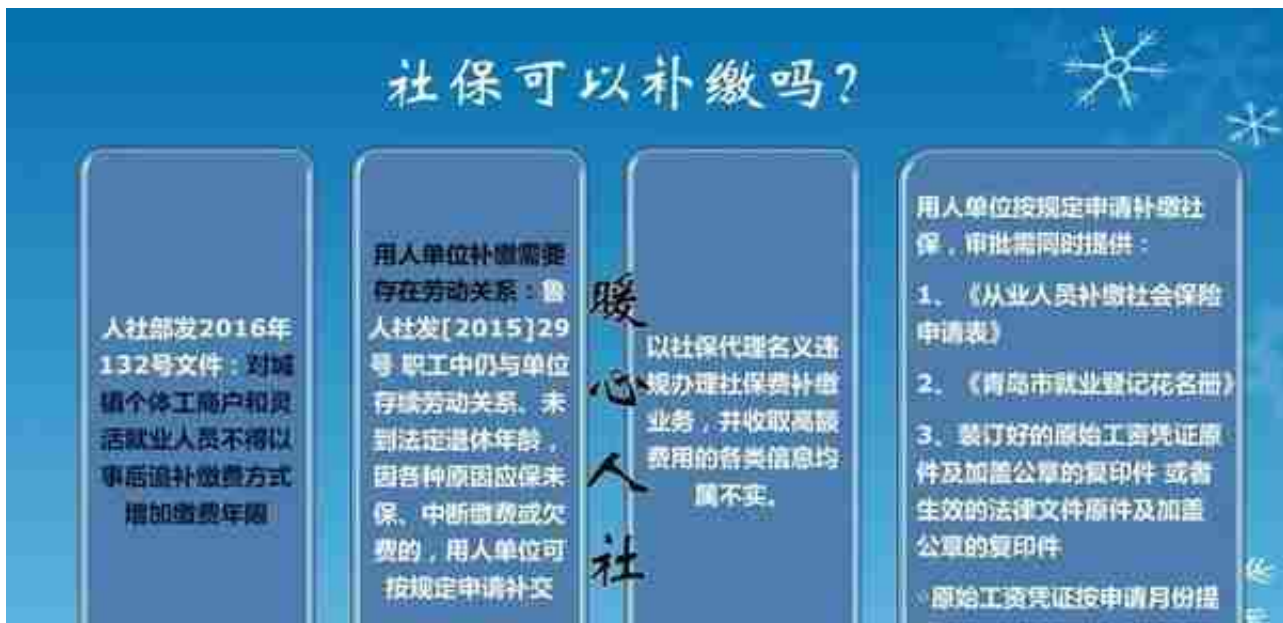 社保可以补缴吗?
人社部发2016年
132号文件：对城
镇个体工商户和灵
活就业人员不得以
事后追补缴费方式
增加缴费年限
用人单位补缴需要
存在劳动关系：鲁
人社发[2015]29
号 职工中仍与单位
存续劳动关系、未
到法定退休年龄，
因各种原因应保未
保、中断缴费或欠
费的，用人单位可
按规定申请补交
暖心人社
以社保代理名义违
规办理社保费补缴
业务，并收取高额
费用的各类信息均
属不实。
用人单位按规定申请补缴社
保，审批需同时提供：
1、《从业人员补缴社会保险
申请表》
2、《青岛市就业登记花名册》
3、装订好的原始工资凭证原
件及加盖公章的复印件 或者
生效的法律文件原件及加盖
公章的复印件
○原始工资凭证按申请月份提